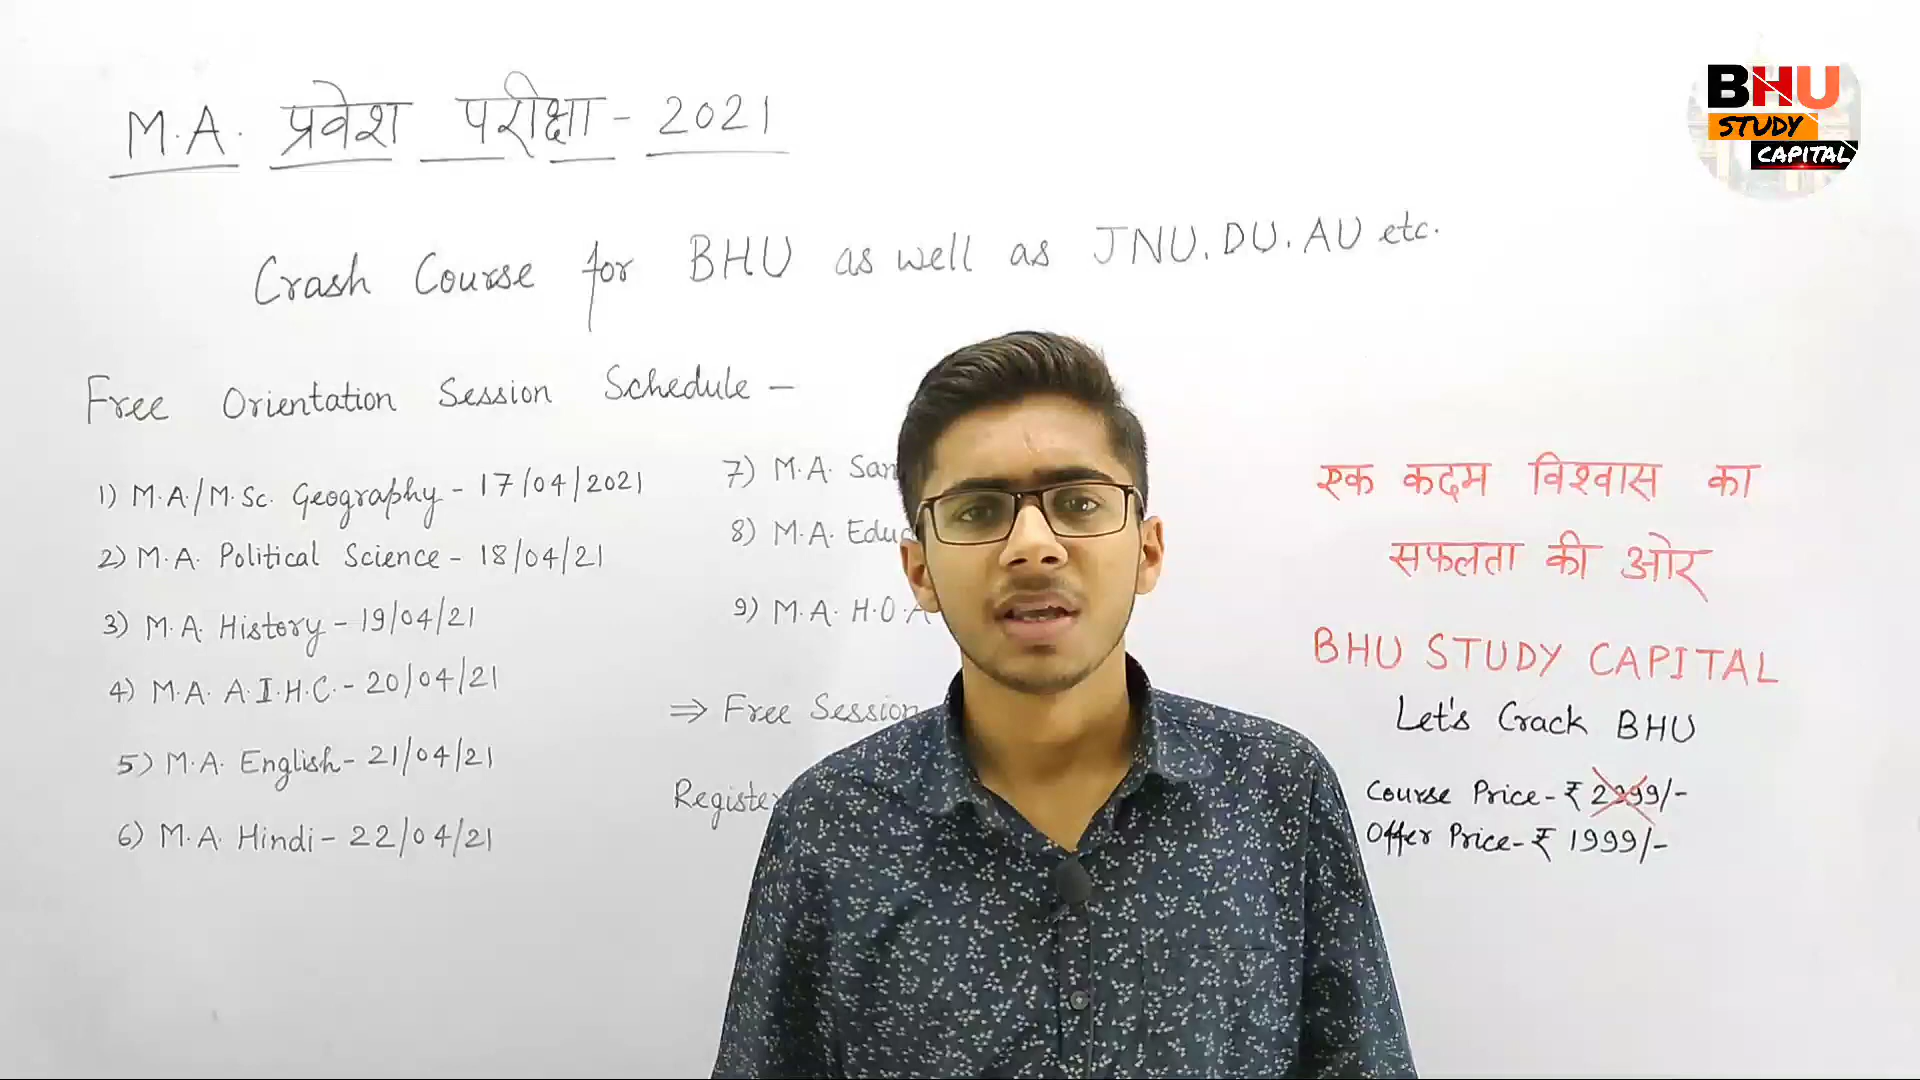 M.A. प्रवेश परीक्षा - 2021
BHU
STUDY
CAPITAL
Crash Course for BHU as well as JNU, DU, AU etc.
Free Orientation Session Schedule -
1) M.A./M.Sc. Geography - 17/04/2021
2) M.A. Political Science - 18/04/21
3) M.A. History - 19/04/21
4) M.A. A.I.H.C. - 20/04/21
5) M.A. English - 21/04/21
6) M.A. Hindi - 22/04/21
7) M.A.
8) M.A.
9) M.A. H.O.A
⇒ Free Session
एक कदम विश्वास का
सफलता की ओर
BHU STUDY CAPITAL
Let's Crack BHU
Course Price - ₹ 2999/-
Offer Price - ₹ 1999/-